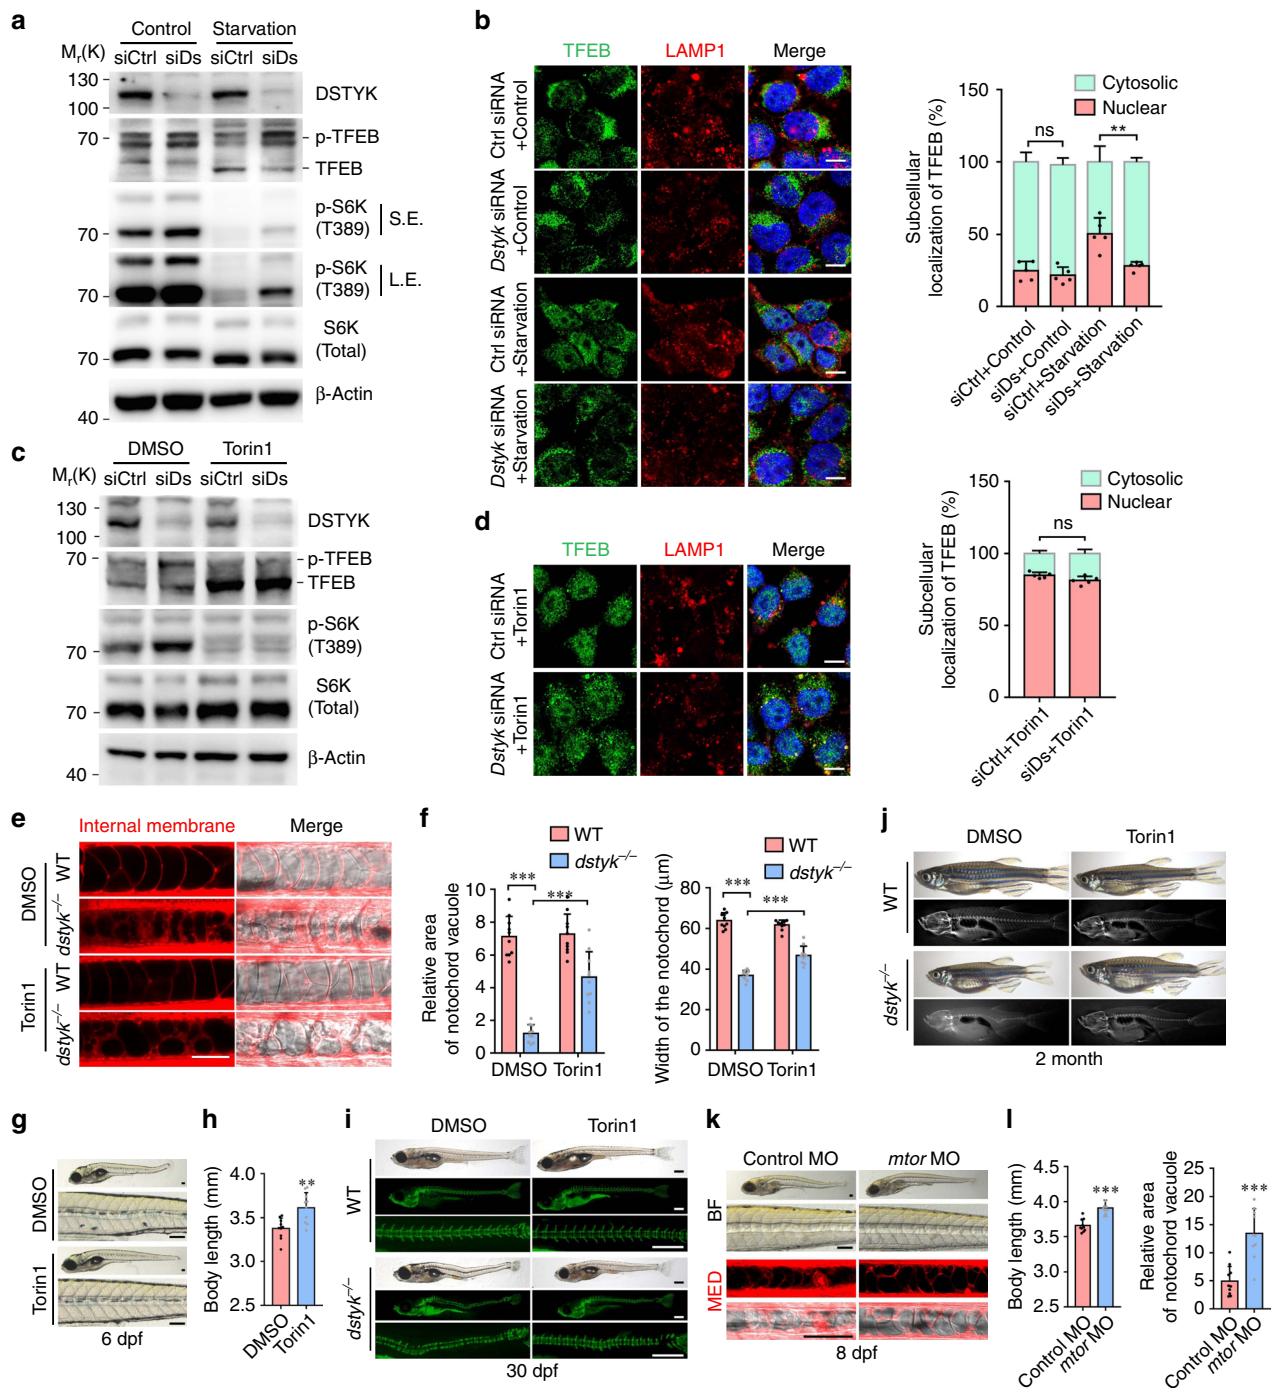 a
Control Starvation
Mr(K) siCtrl siDs siCtrl siDs
130
100
DSTYK
70
p-TFEB
TFEB
p-S6K
(T389)
S.E.
70
p-S6K
(T389)
L.E.
70
S6K
(Total)
70
β-Actin
40
b
TFEB LAMP1 Merge
Ctrl siRNA
+Control
Dstyk siRNA
+Control
Ctrl siRNA
+Starvation
Dstyk siRNA
+Starvation
Cytosolic
Nuclear
Subcellular
localization of TFEB (%)
150
100
50
0
ns
**
siCtrl+Control
siDs+Control
siCtrl+Starvation
siDs+Starvation
c
DMSO Torin1
Mr(K) siCtrl siDs siCtrl siDs
130
100
DSTYK
70
p-TFEB
TFEB
p-S6K
(T389)
70
S6K
(Total)
70
β-Actin
40
d
TFEB LAMP1 Merge
Ctrl siRNA
+Torin1
Dstyk siRNA
+Torin1
Cytosolic
Nuclear
Subcellular
localization of TFEB (%)
150
100
50
0
ns
siCtrl+Torin1
siDs+Torin1
e
Internal membrane Merge
DMSO
WT
dstyk−/−
Torin1
WT
dstyk−/−
f
WT
dstyk−/−
Relative area
of notochord vacuole
10
8
6
4
2
0
***
***
DMSO Torin1
WT
dstyk−/−
Width of the notochord (μm)
80
60
40
20
0
***
***
DMSO Torin1
j
DMSO Torin1
WT
dstyk−/−
2 month
g
DMSO
Torin1
6 dpf
h
Body length (mm)
4.0
3.5
3.0
2.5
**
DMSO
Torin1
i
DMSO Torin1
WT
dstyk−/−
30 dpf
k
Control MO mtor MO
BF
MED
8 dpf
l
Body length (mm)
4.5
4.0
3.5
3.0
2.5
***
Control MO
mtor MO
Relative area
of notochord vacuole
25
20
15
10
5
0
***
Control MO
mtor MO